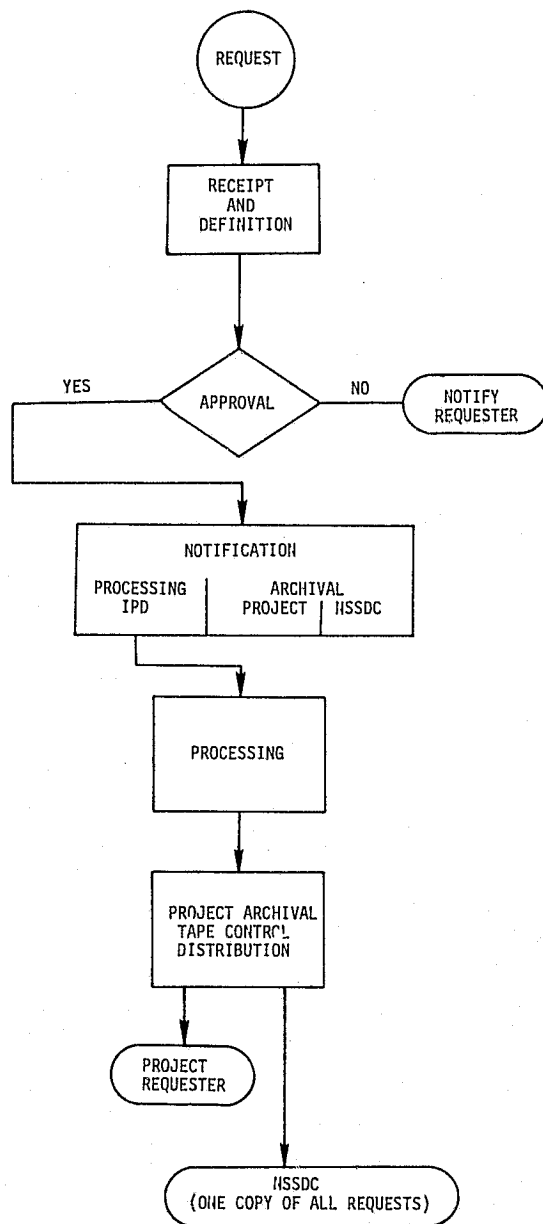 REQUEST
RECEIPT
AND
DEFINITION
YES
APPROVAL
NO
NOTIFY
REQUESTER
NOTIFICATION
PROCESSING
IPD
ARCHIVAL
PROJECT
NSSDC
PROCESSING
PROJECT ARCHIVAL
TAPE CONTROL
DISTRIBUTION
PROJECT
REQUESTER
NSSDC
(ONE COPY OF ALL REQUESTS)